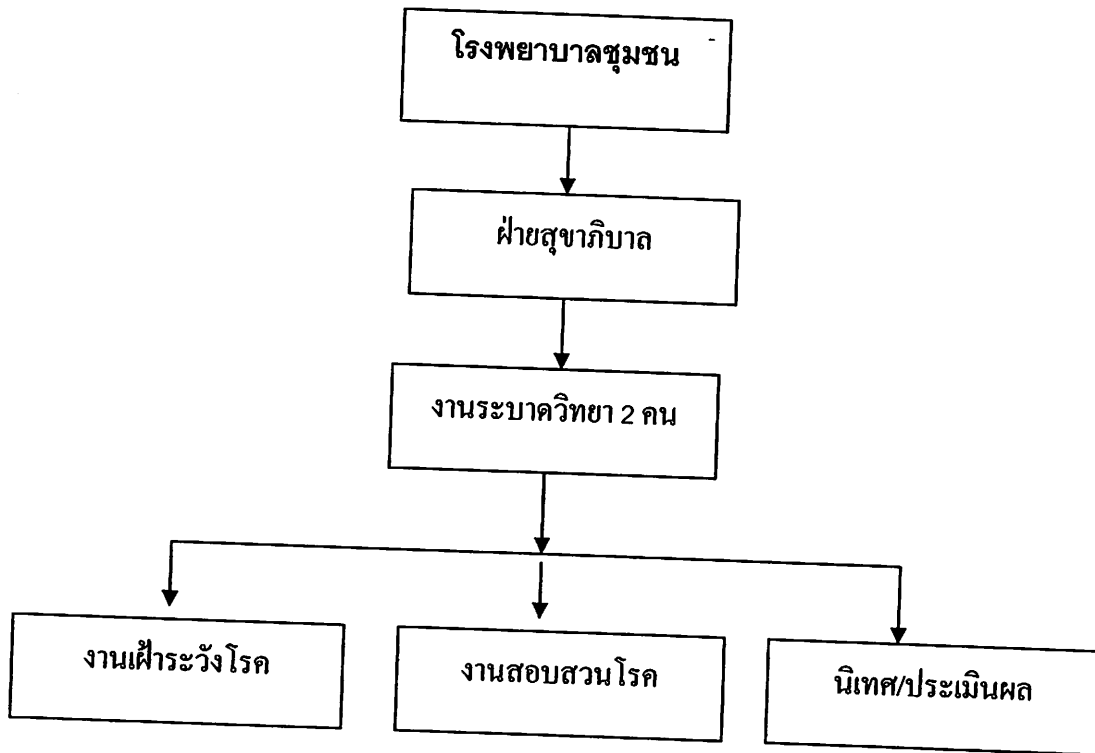 โรงพยาบาลชุมชน
ฝ่ายสุขาภิบาล
งานระบาดวิทยา 2 คน
งานเฝ้าระวังโรค
งานสอบสวนโรค
นิเทศ/ประเมินผล